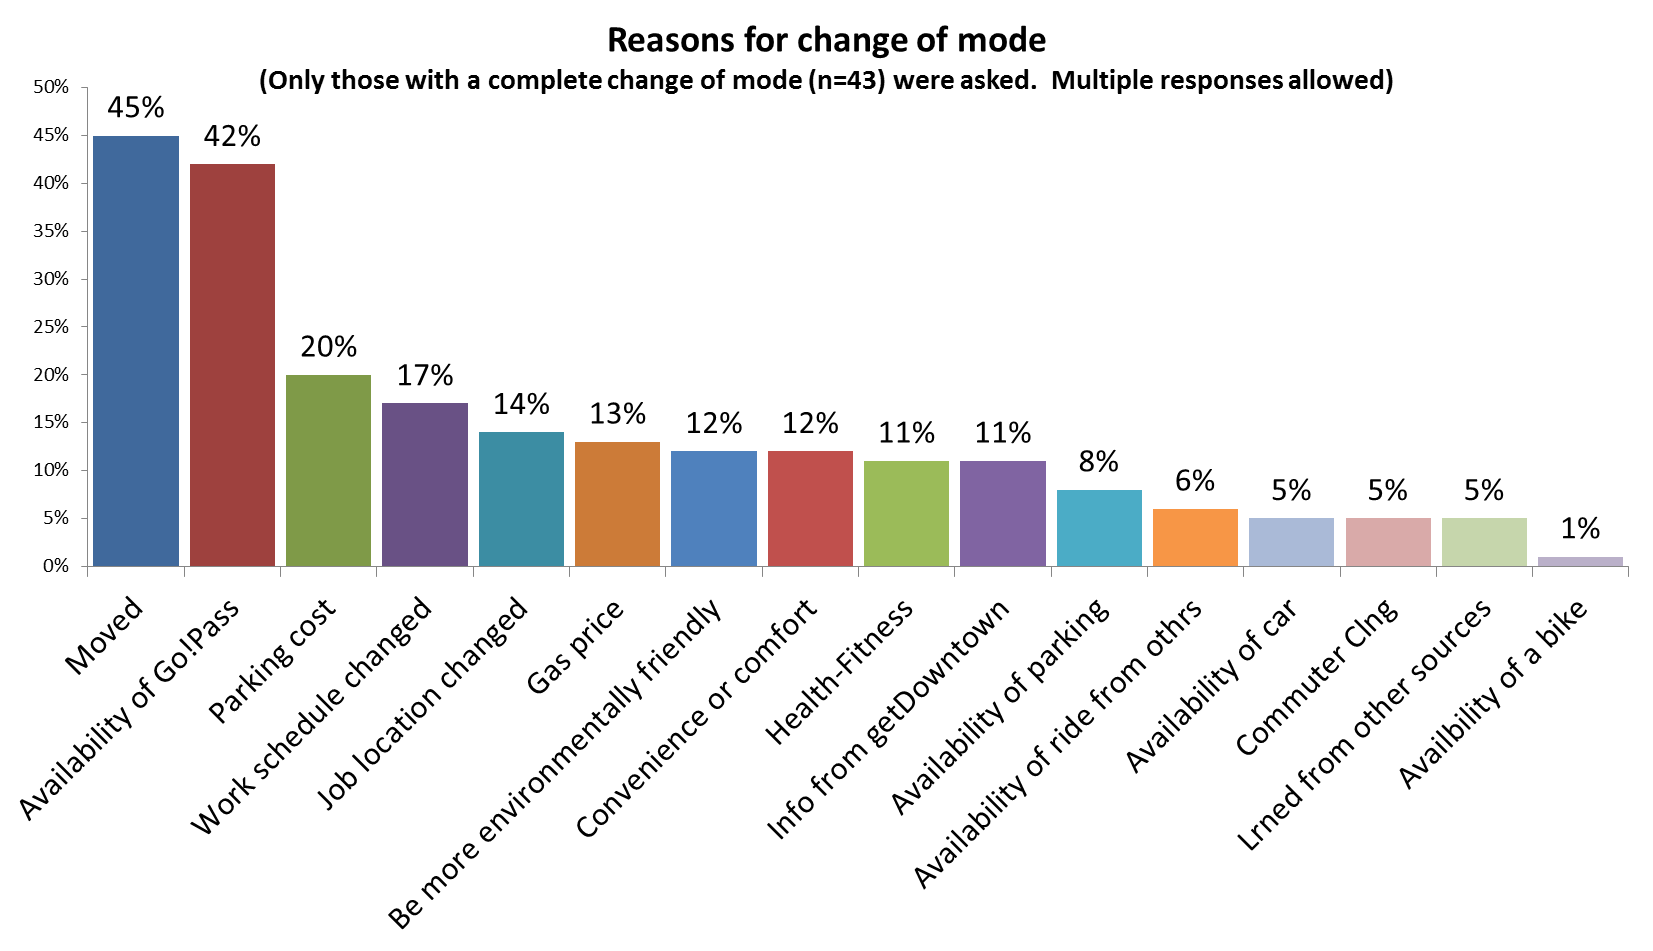 Reasons for change of mode
(Only those with a complete change of mode (n=43) were asked.  Multiple responses allowed)
50%
45%
40%
35%
30%
25%
20%
15%
10%
5%
0%
45%
42%
20%
17%
14%
13%
12%
12%
11%
11%
8%
6%
5%
5%
5%
1%
Moved
Availability of Go!Pass
Parking cost
Work schedule changed
Job location changed
Gas price
Be more environmentally friendly
Convenience or comfort
Health-Fitness
Info from getDowntown
Availability of parking
Availability of ride from othrs
Availability of car
Commuter Clng
Lrned from other sources
Availbility of a bike